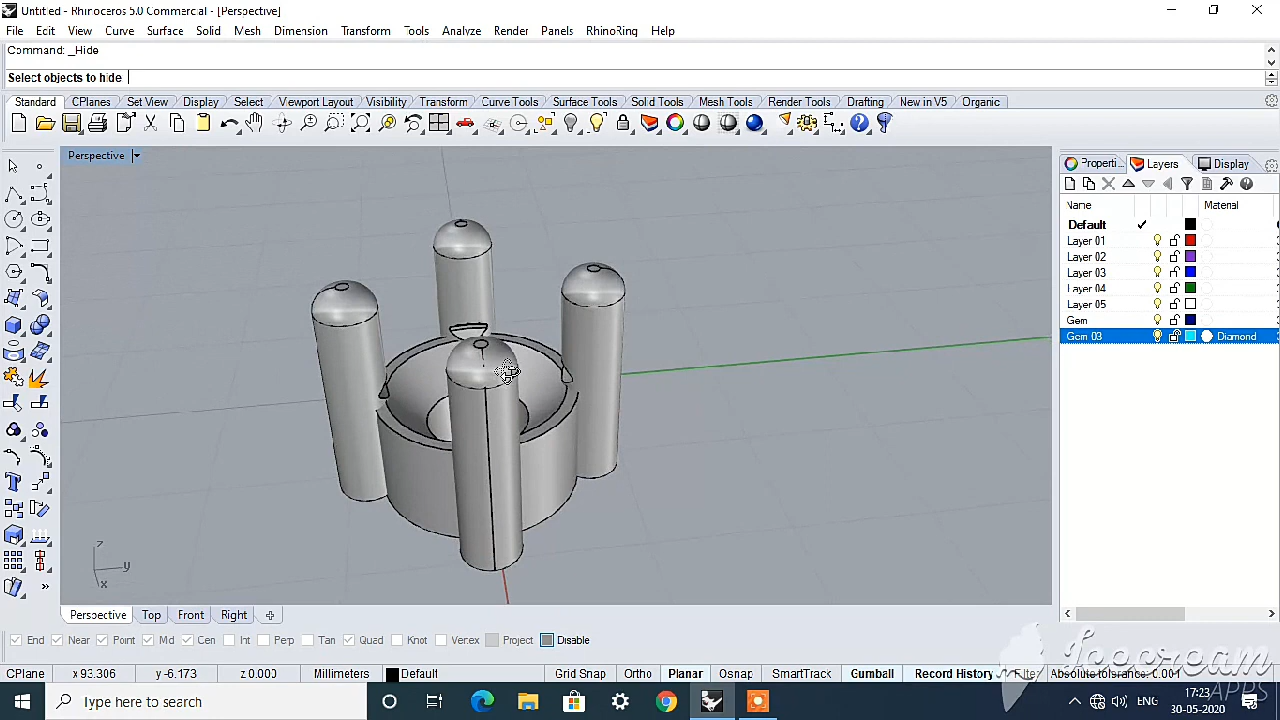 Untitled - Rhinoceros 5.0 Commercial - [Perspective]
File Edit View Curve Surface Solid Mesh Dimension Transform Tools Analyze Render Panels RhinoRing Help
Command: _Hide
Select objects to hide
Standard CPlanes Set View Display Select Viewport Layout Visibility Transform Curve Tools Surface Tools Solid Tools Mesh Tools Render Tools Drafting New in V5 Organic
Perspective
Properti... Layers Display
Name Material
Default
Layer 01
Layer 02
Layer 03
Layer 04
Layer 05
Gem
Gem 03 Diamond
z
y
x
Perspective Top Front Right
End Near Point Mid Cen Int Perp Tan Quad Knot Vertex Project Disable
CPlane x 93.306 y -6.173 z 0.000 Millimeters Default Grid Snap Ortho Planar Osnap SmartTrack Gumball Record History Filter Absolute tolerance: 0.001
Icecream
APPS
Type here to search
ENG
17:23
30-05-2020